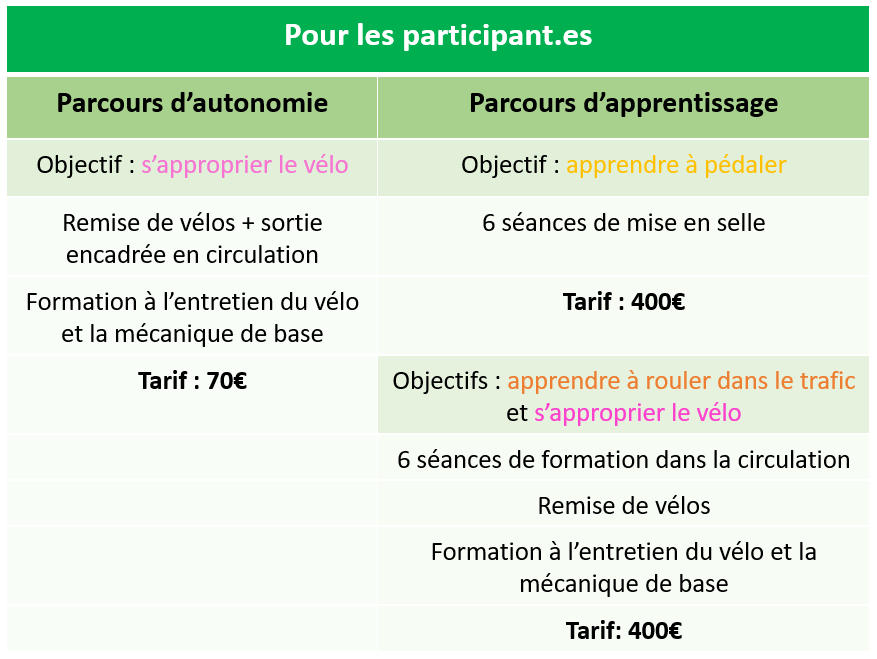 Pour les participant.es
Parcours d’autonomie
Parcours d’apprentissage
Objectif : s’approprier le vélo
Objectif : apprendre à pédaler
Remise de vélos + sortie
encadrée en circulation
6 séances de mise en selle
Formation à l’entretien du vélo
et la mécanique de base
Tarif : 400€
Tarif : 70€
Objectifs : apprendre à rouler dans le trafic
et s’approprier le vélo
6 séances de formation dans la circulation
Remise de vélos
Formation à l’entretien du vélo et la
mécanique de base
Tarif: 400€